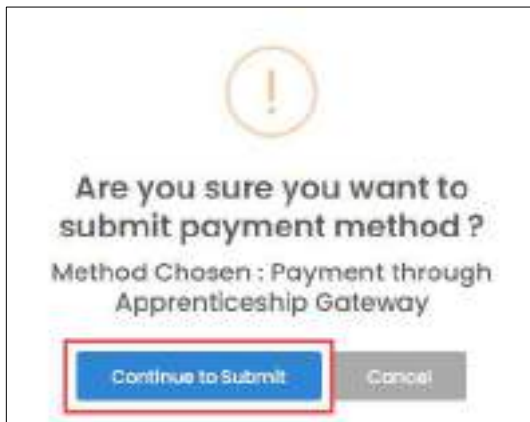 !
Are you sure you want to
submit payment method ?
Method Chosen : Payment through
Apprenticeship Gateway
Continue to Submit Cancel